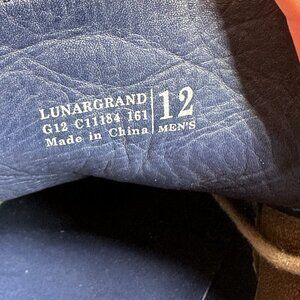 LUNARGRAND
G12 C11184 161
Made in China
12
MEN'S